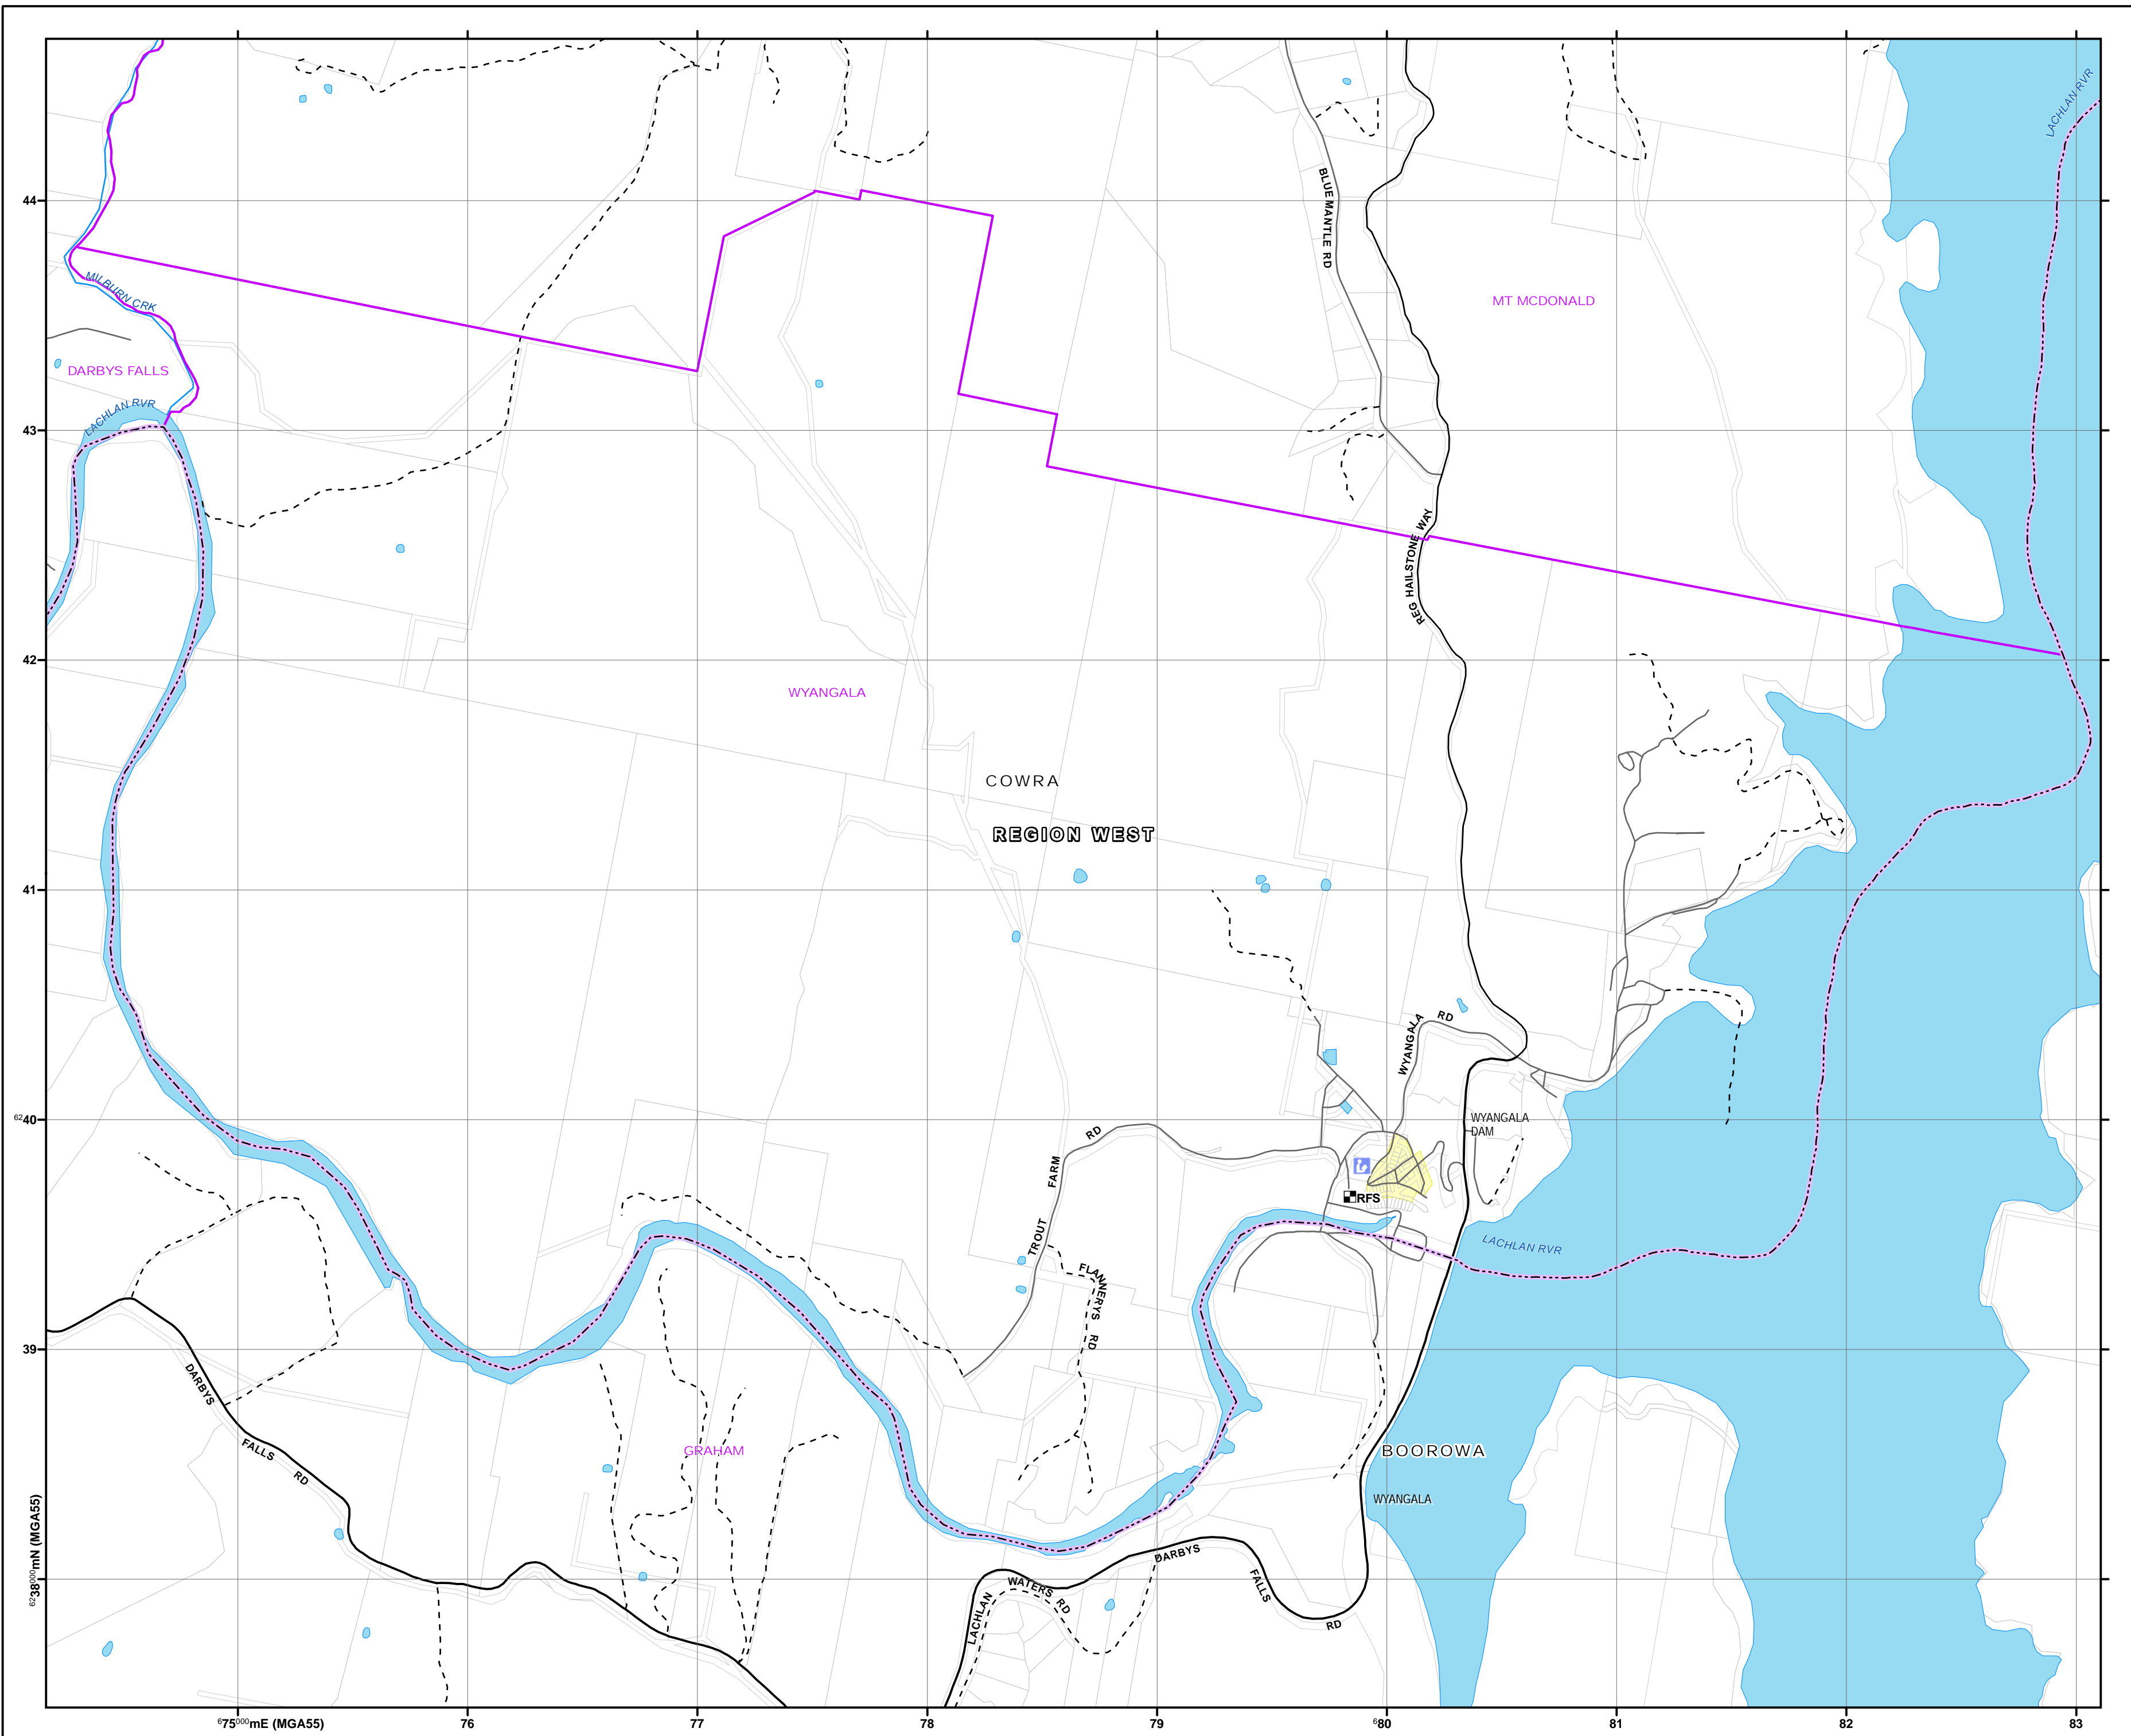 LACHLAN RVR
44
BLUE MANTLE RD
MILBURN CRK
MT MCDONALD
DARBYS FALLS
LACHLAN RVR
43
REG HAILSTONE WAY
42
WYANGALA
COWRA
REGION WEST
41
WYANGALA RD
6240
WYANGALA
DAM
TROUT FARM RD
RFS
LACHLAN RVR
FLANNERYS RD
39
DARBYS FALLS RD
GRAHAM
BOOROWA
WYANGALA
6238000mN (MGA55)
DARBYS FALLS RD
LACHLAN
WATERS RD
675000mE (MGA55)
76
77
78
79
680
81
82
83